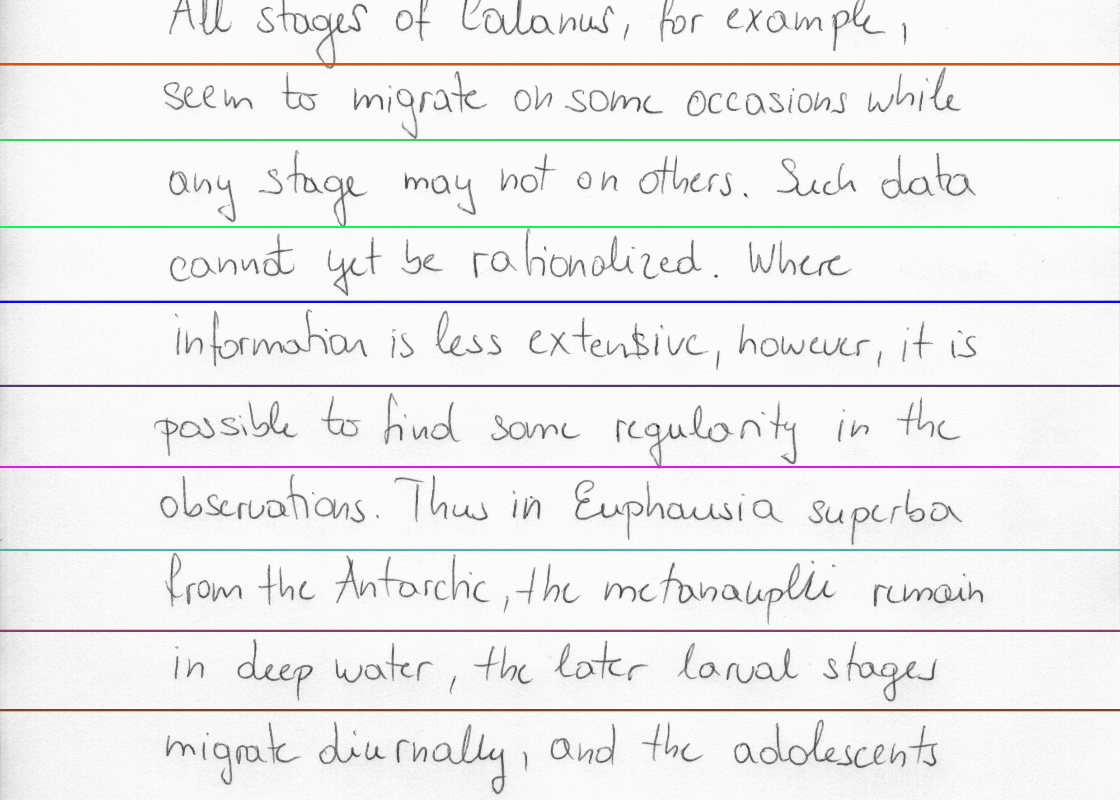 All stages of Calanus, for example,
seem to migrate on some occasions while
any stage may not on others. Such data
cannot yet be rationalized. Where
information is less extensive, however, it is
possible to find some regularity in the
observations. Thus in Euphausia superba
from the Antarctic, the metanauplii remain
in deep water, the later larval stages
migrate diurnally, and the adolescents